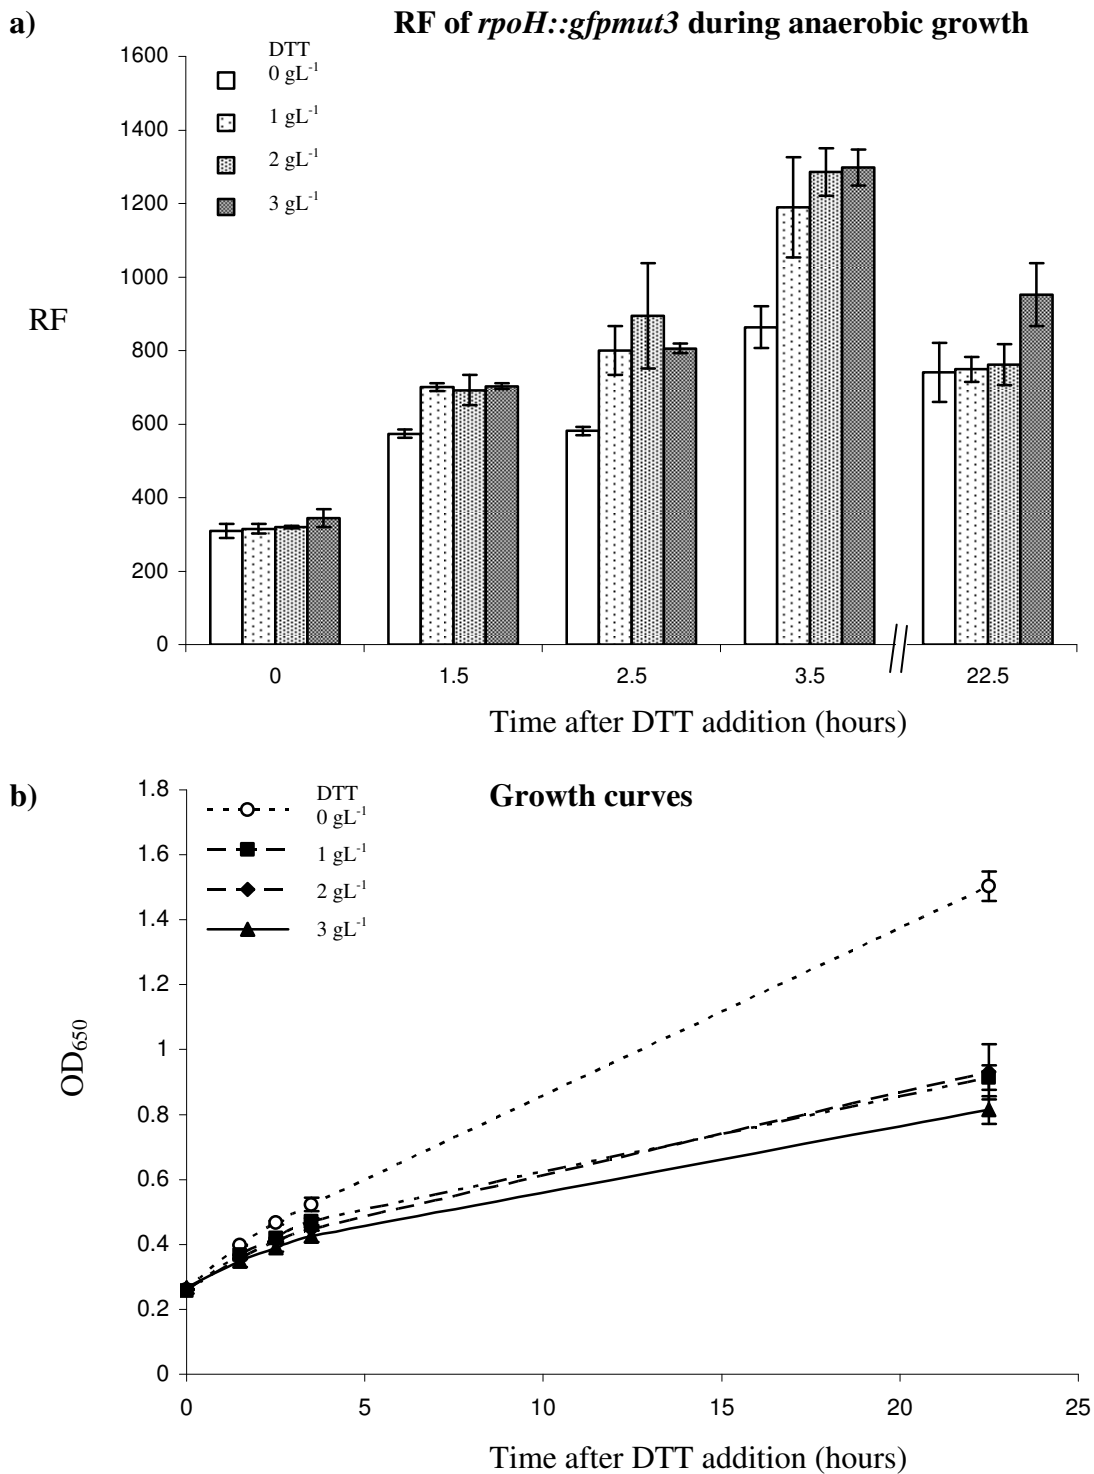 a)
RF of rpoH::gfpmut3 during anaerobic growth
DTT
0 gL⁻¹
1 gL⁻¹
2 gL⁻¹
3 gL⁻¹
1600
1400
1200
1000
800
600
400
200
0
RF
0 1.5 2.5 3.5 22.5
Time after DTT addition (hours)
b)
Growth curves
DTT
0 gL⁻¹
1 gL⁻¹
2 gL⁻¹
3 gL⁻¹
1.8
1.6
1.4
1.2
1
0.8
0.6
0.4
0.2
0
OD₆₅₀
0 5 10 15 20 25
Time after DTT addition (hours)